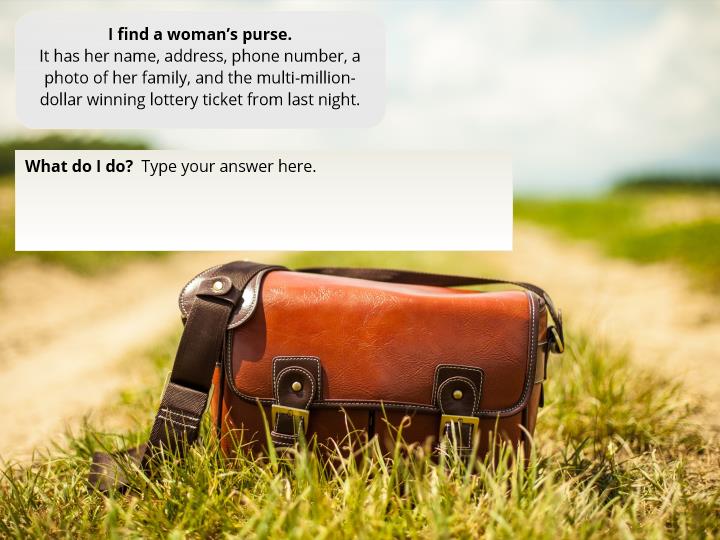 I find a woman’s purse.
It has her name, address, phone number, a
photo of her family, and the multi-million-
dollar winning lottery ticket from last night.
What do I do?  Type your answer here.